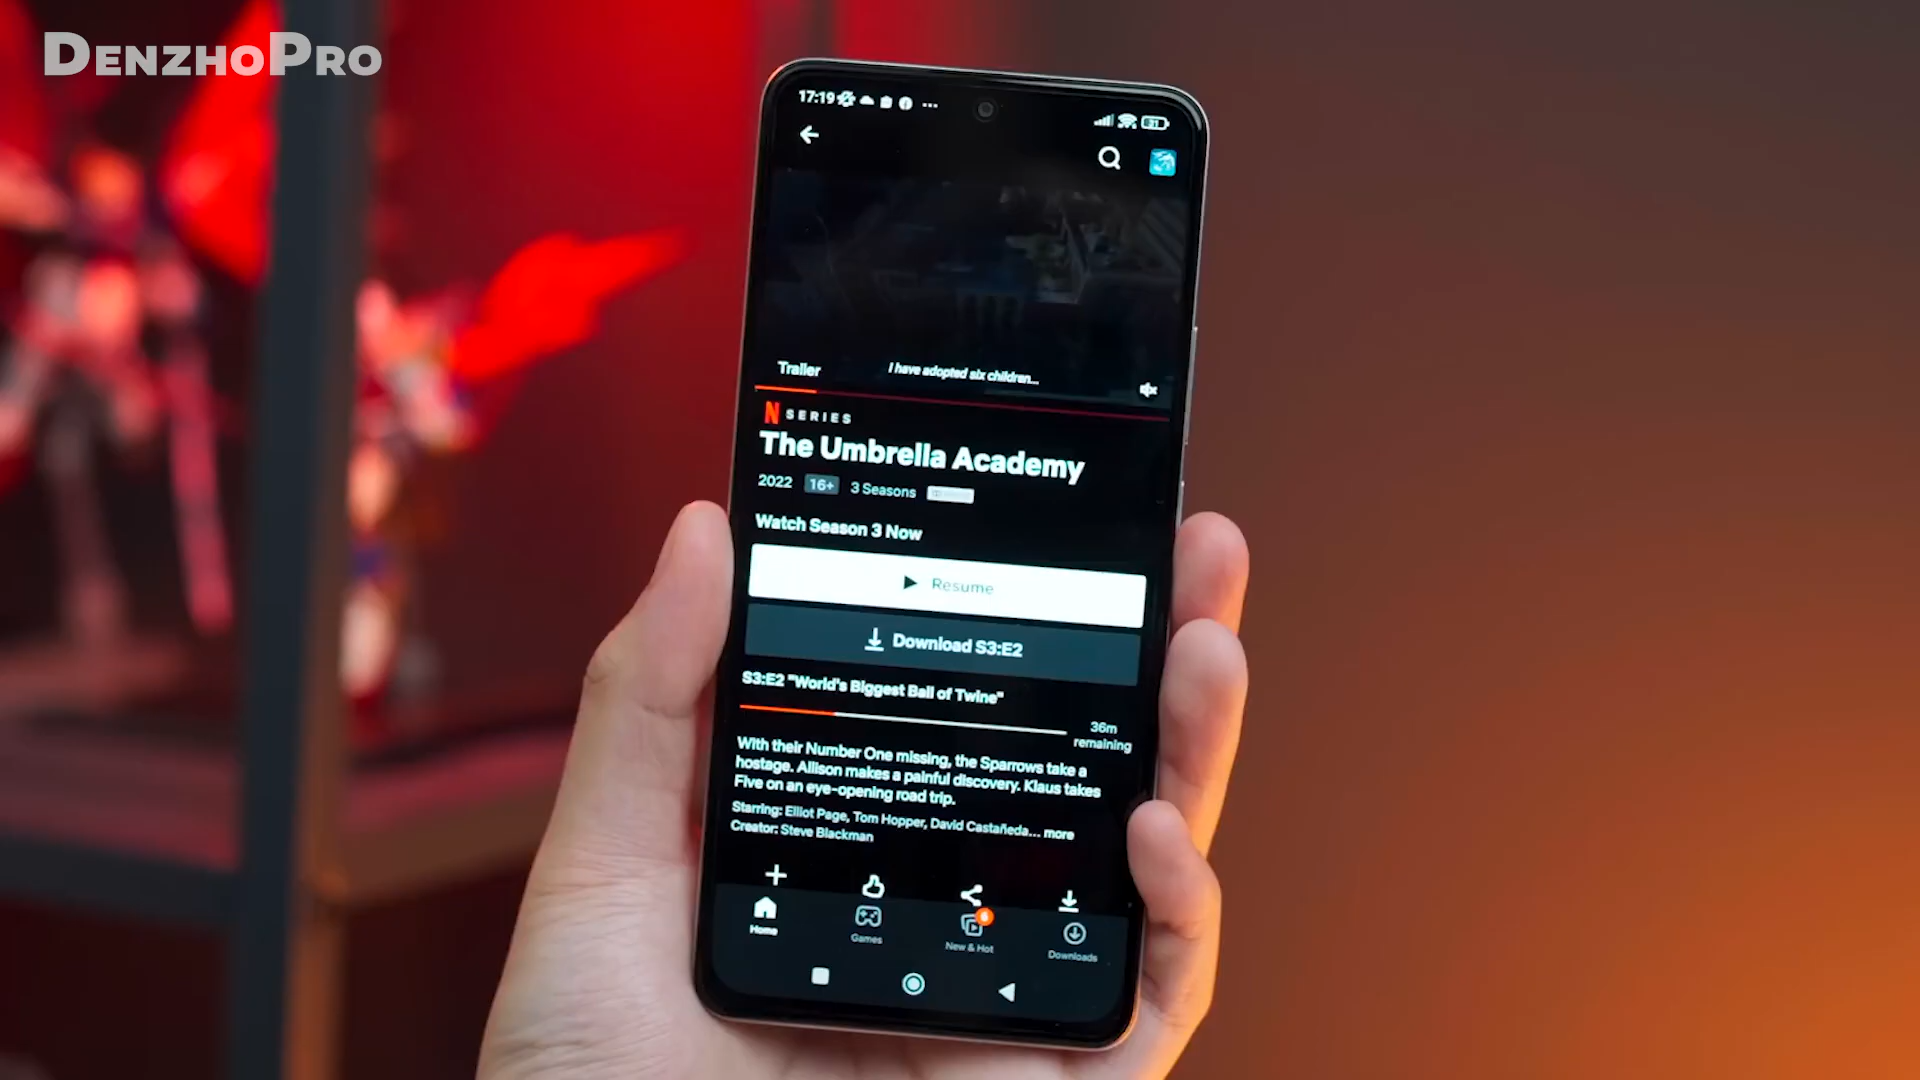 DENZHOPRO
17:19
31
Trailer
I have adopted six children...
N SERIES
The Umbrella Academy
2022 16+ 3 Seasons
Watch Season 3 Now
Resume
Download S3:E2
S3:E2 "World's Biggest Ball of Twine"
36m
remaining
With their Number One missing, the Sparrows take a
hostage. Allison makes a painful discovery. Klaus takes
Five on an eye-opening road trip.
Starring: Elliot Page, Tom Hopper, David Castañeda... more
Creator: Steve Blackman
6
Home Games New & Hot Downloads